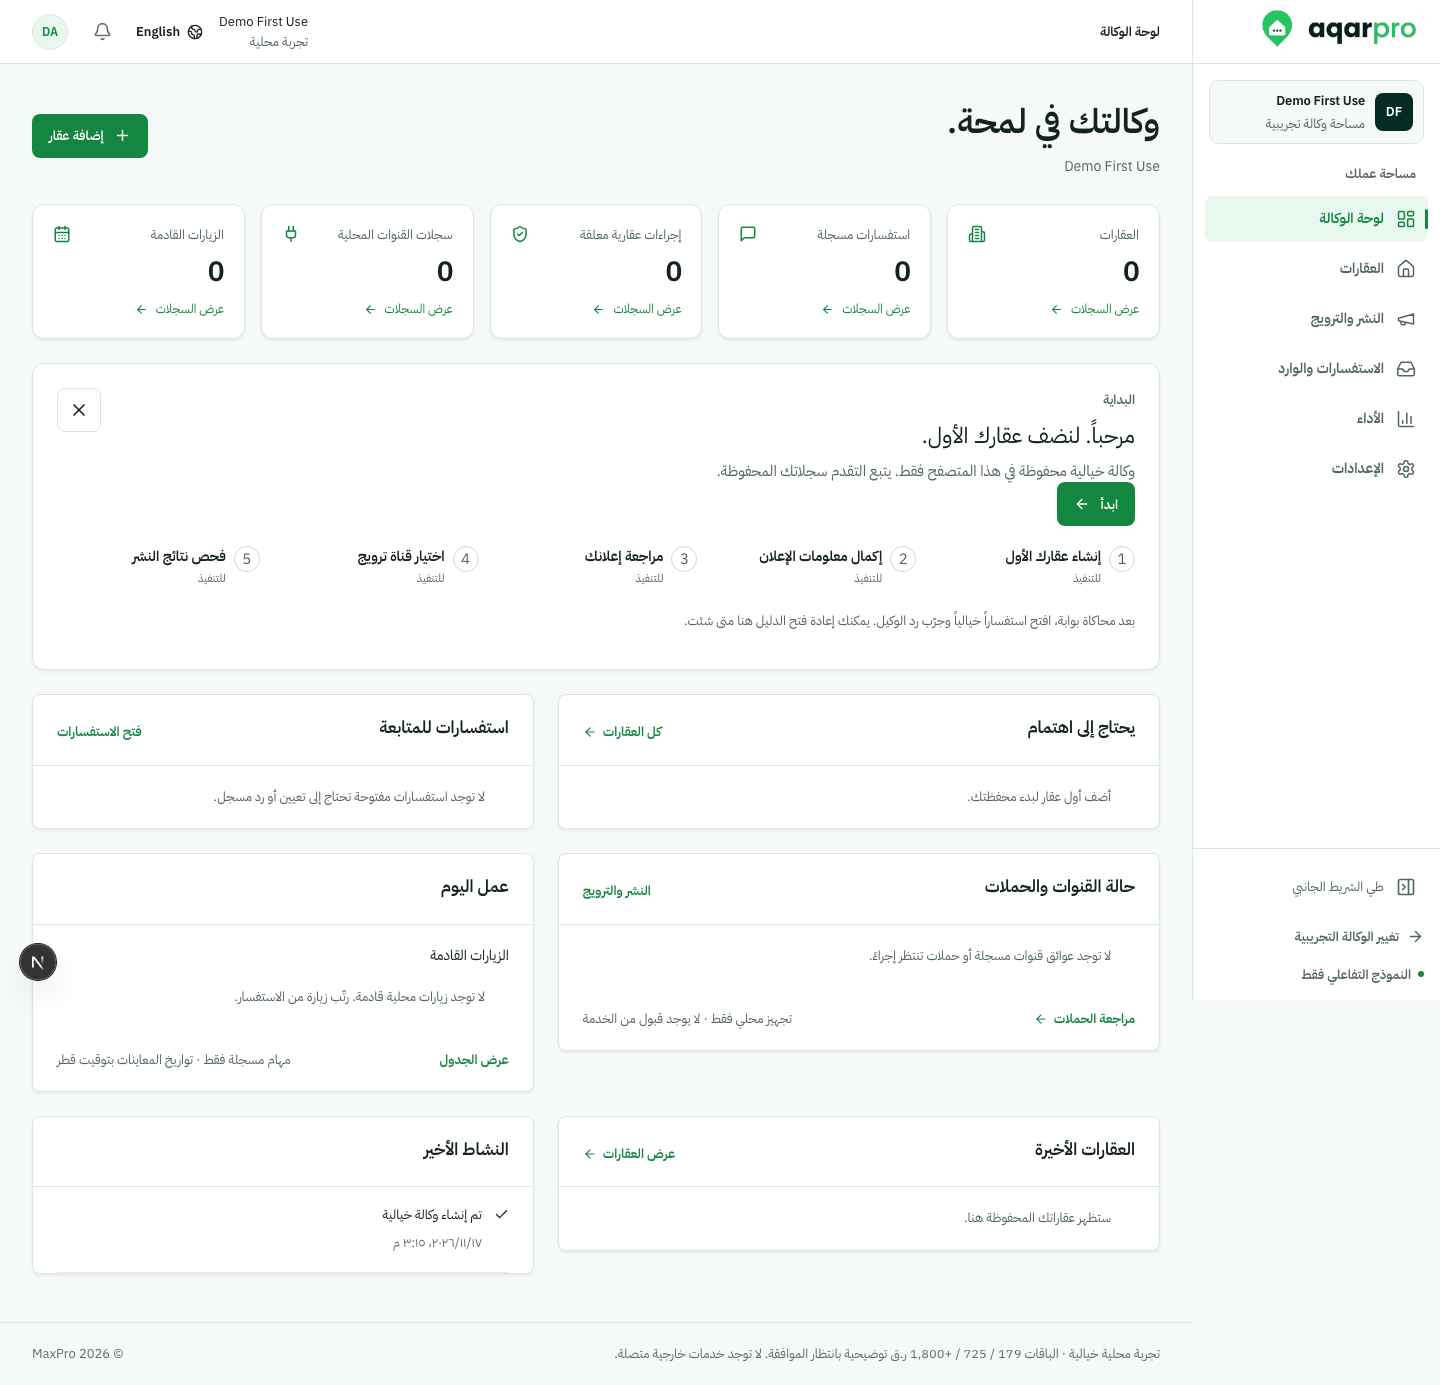 aqarpro
لوحة الوكالة
Demo First Use
تجربة محلية
English
DA
DF
Demo First Use
مساحة وكالة تجريبية
مساحة عملك
لوحة الوكالة
العقارات
النشر والترويج
الاستفسارات والوارد
الأداء
الإعدادات
طي الشريط الجانبي
تغيير الوكالة التجريبية
النموذج التفاعلي فقط
وكالتك في لمحة.
Demo First Use
إضافة عقار
العقارات
0
عرض السجلات
استفسارات مسجلة
0
عرض السجلات
إجراءات عقارية معلقة
0
عرض السجلات
سجلات القنوات المحلية
0
عرض السجلات
الزيارات القادمة
0
عرض السجلات
البداية
مرحباً. لنضف عقارك الأول.
وكالة خيالية محفوظة في هذا المتصفح فقط. يتبع التقدم سجلاتك المحفوظة.
ابدأ
1 إنشاء عقارك الأول
للتنفيذ
2 إكمال معلومات الإعلان
للتنفيذ
3 مراجعة إعلانك
للتنفيذ
4 اختيار قناة ترويج
للتنفيذ
5 فحص نتائج النشر
للتنفيذ
بعد محاكاة بوابة، افتح استفساراً خيالياً وجرّب رد الوكيل. يمكنك إعادة فتح الدليل هنا متى شئت.
يحتاج إلى اهتمام
كل العقارات
أضف أول عقار لبدء محفظتك.
استفسارات للمتابعة
فتح الاستفسارات
لا توجد استفسارات مفتوحة تحتاج إلى تعيين أو رد مسجل.
حالة القنوات والحملات
النشر والترويج
لا توجد عوائق قنوات مسجلة أو حملات تنتظر إجراءً.
مراجعة الحملات
تجهيز محلي فقط · لا يوجد قبول من الخدمة
عمل اليوم
الزيارات القادمة
لا توجد زيارات محلية قادمة. رتّب زيارة من الاستفسار.
عرض الجدول
مهام مسجلة فقط · تواريخ المعاينات بتوقيت قطر
N
العقارات الأخيرة
عرض العقارات
ستظهر عقاراتك المحفوظة هنا.
النشاط الأخير
تم إنشاء وكالة خيالية
١٧‏/١١‏/٢٠٢٦، ٣:١٥ م
تجربة محلية خيالية · الباقات 179 / 725 / 1,800+ ر.ق توضيحية بانتظار الموافقة. لا توجد خدمات خارجية متصلة.
© 2026 MaxPro